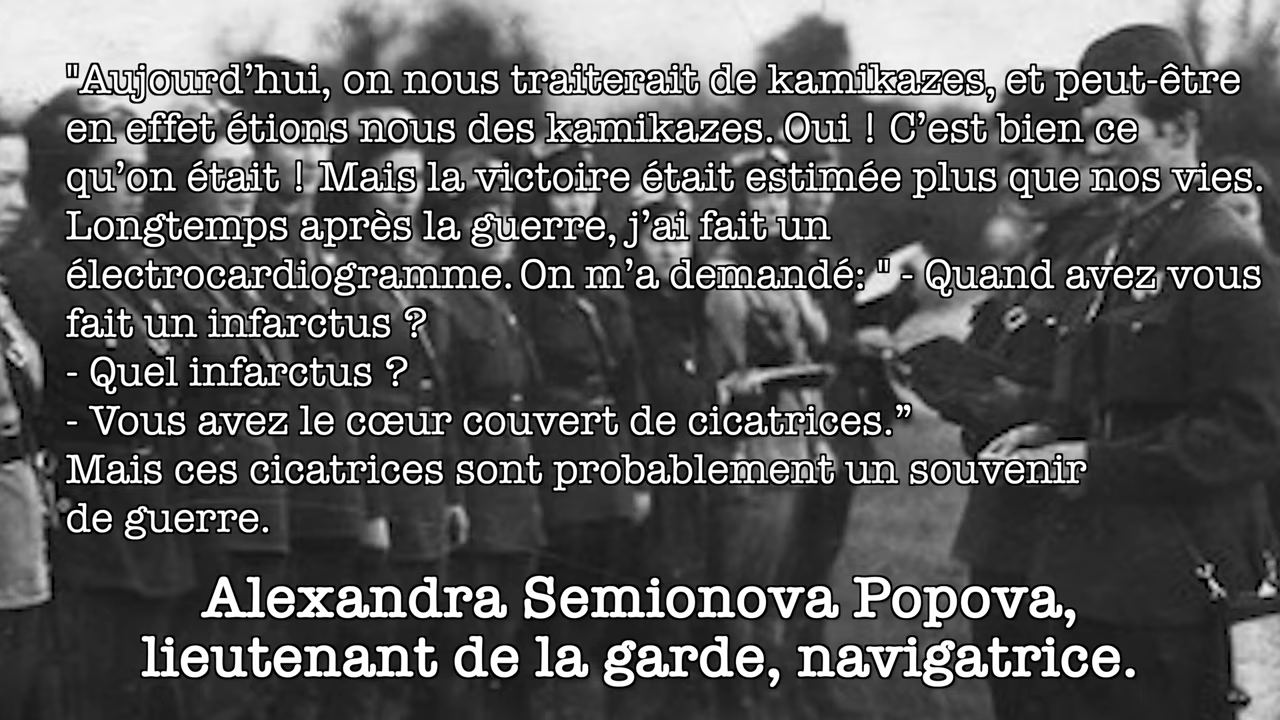 "Aujourd’hui, on nous traiterait de kamikazes, et peut-être
en effet étions nous des kamikazes. Oui ! C’est bien ce
qu’on était ! Mais la victoire était estimée plus que nos vies.
Longtemps après la guerre, j’ai fait un
électrocardiogramme. On m’a demandé: " - Quand avez vous
fait un infarctus ?
- Quel infarctus ?
- Vous avez le cœur couvert de cicatrices.”
Mais ces cicatrices sont probablement un souvenir
de guerre.
Alexandra Semionova Popova,
lieutenant de la garde, navigatrice.